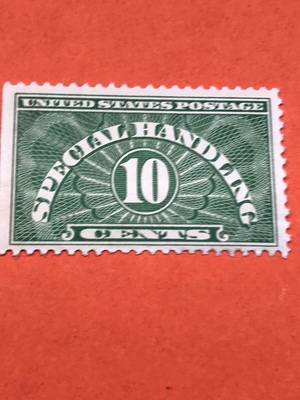 UNITED STATES POSTAGE
SPECIAL HANDLING
10
CENTS